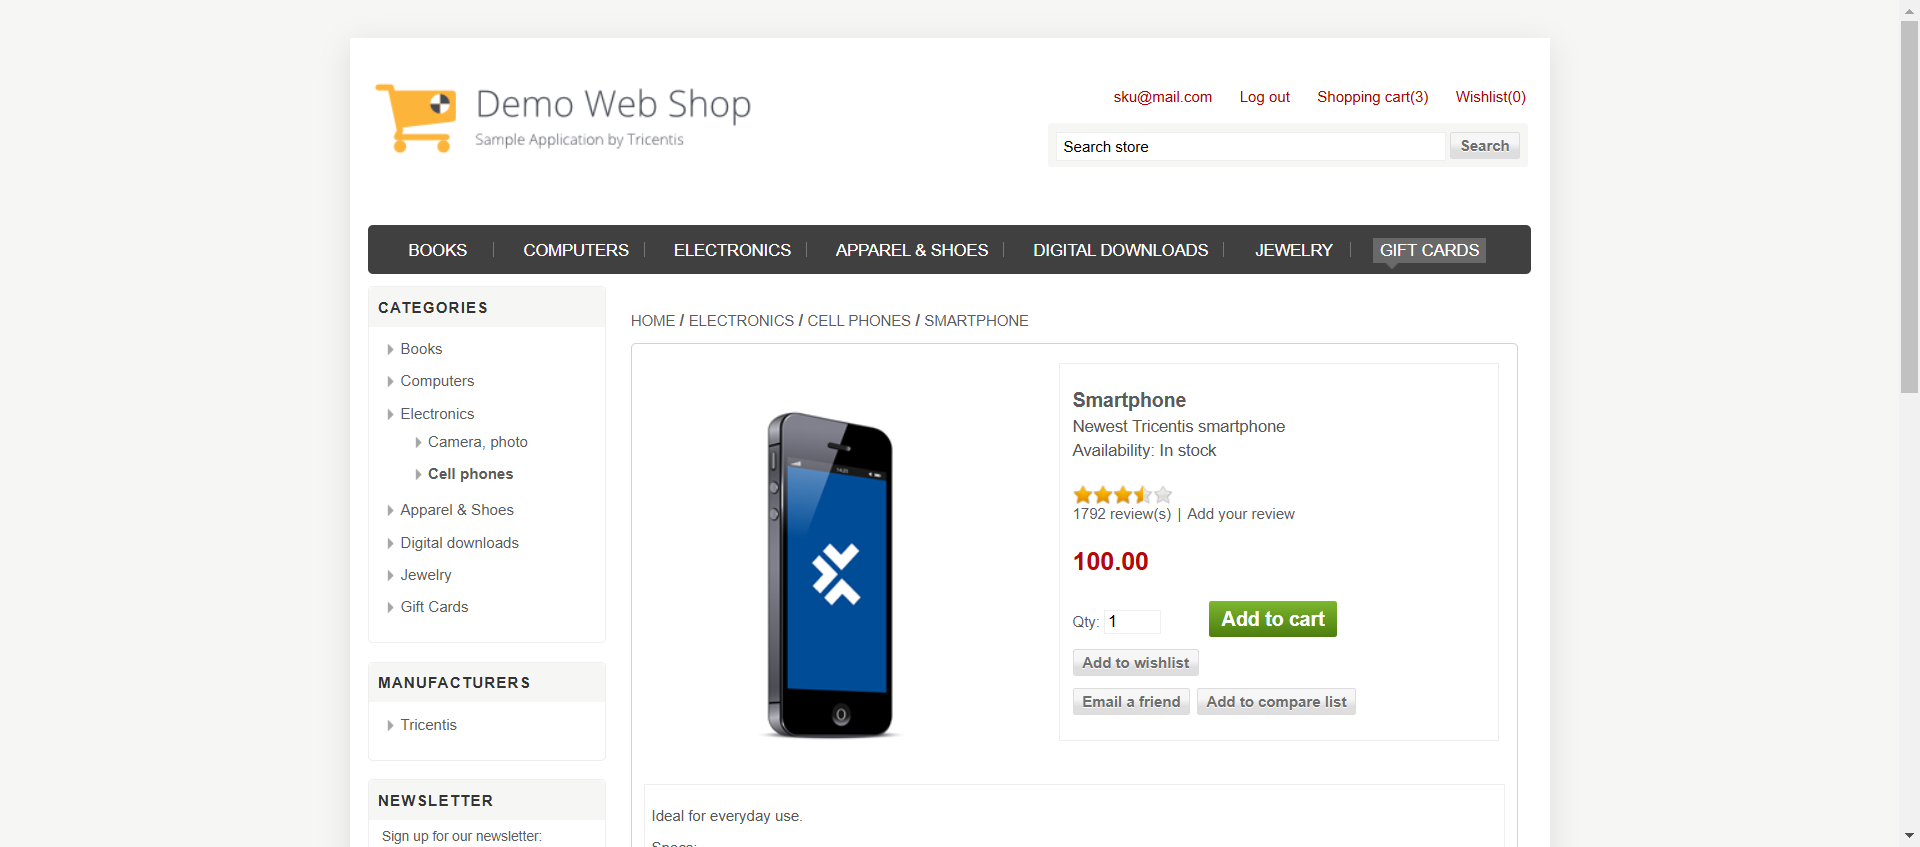 Demo Web Shop
Sample Application by Tricentis
sku@mail.com Log out Shopping cart(3) Wishlist(0)
Search store Search
BOOKS COMPUTERS ELECTRONICS APPAREL & SHOES DIGITAL DOWNLOADS JEWELRY GIFT CARDS
CATEGORIES
Books
Computers
Electronics
Camera, photo
Cell phones
Apparel & Shoes
Digital downloads
Jewelry
Gift Cards
MANUFACTURERS
Tricentis
NEWSLETTER
Sign up for our newsletter:
HOME / ELECTRONICS / CELL PHONES / SMARTPHONE
Smartphone
Newest Tricentis smartphone
Availability: In stock
1792 review(s) | Add your review
100.00
Qty: 1 Add to cart
Add to wishlist
Email a friend Add to compare list
Ideal for everyday use.
Specs: